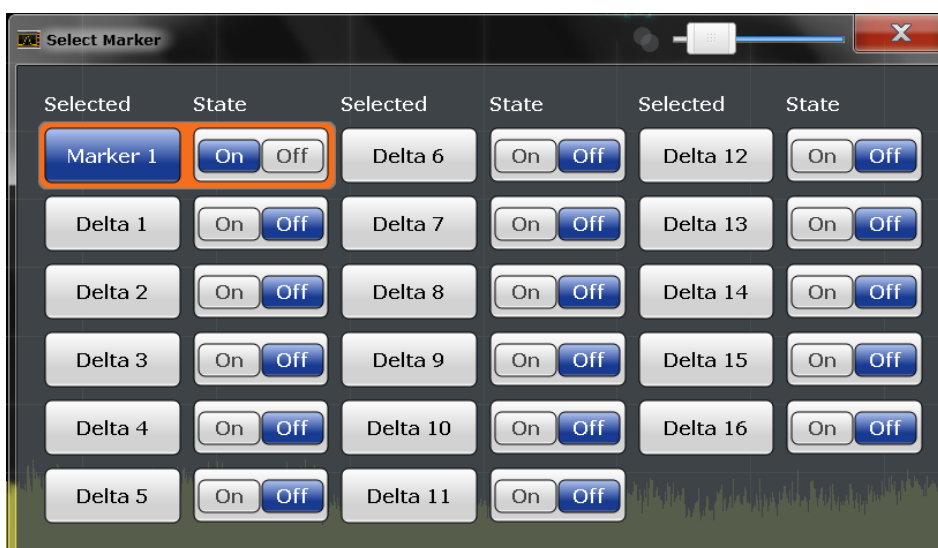 Select Marker
X
Selected State Selected State Selected State
Marker 1 On Off Delta 6 On Off Delta 12 On Off
Delta 1 On Off Delta 7 On Off Delta 13 On Off
Delta 2 On Off Delta 8 On Off Delta 14 On Off
Delta 3 On Off Delta 9 On Off Delta 15 On Off
Delta 4 On Off Delta 10 On Off Delta 16 On Off
Delta 5 On Off Delta 11 On Off